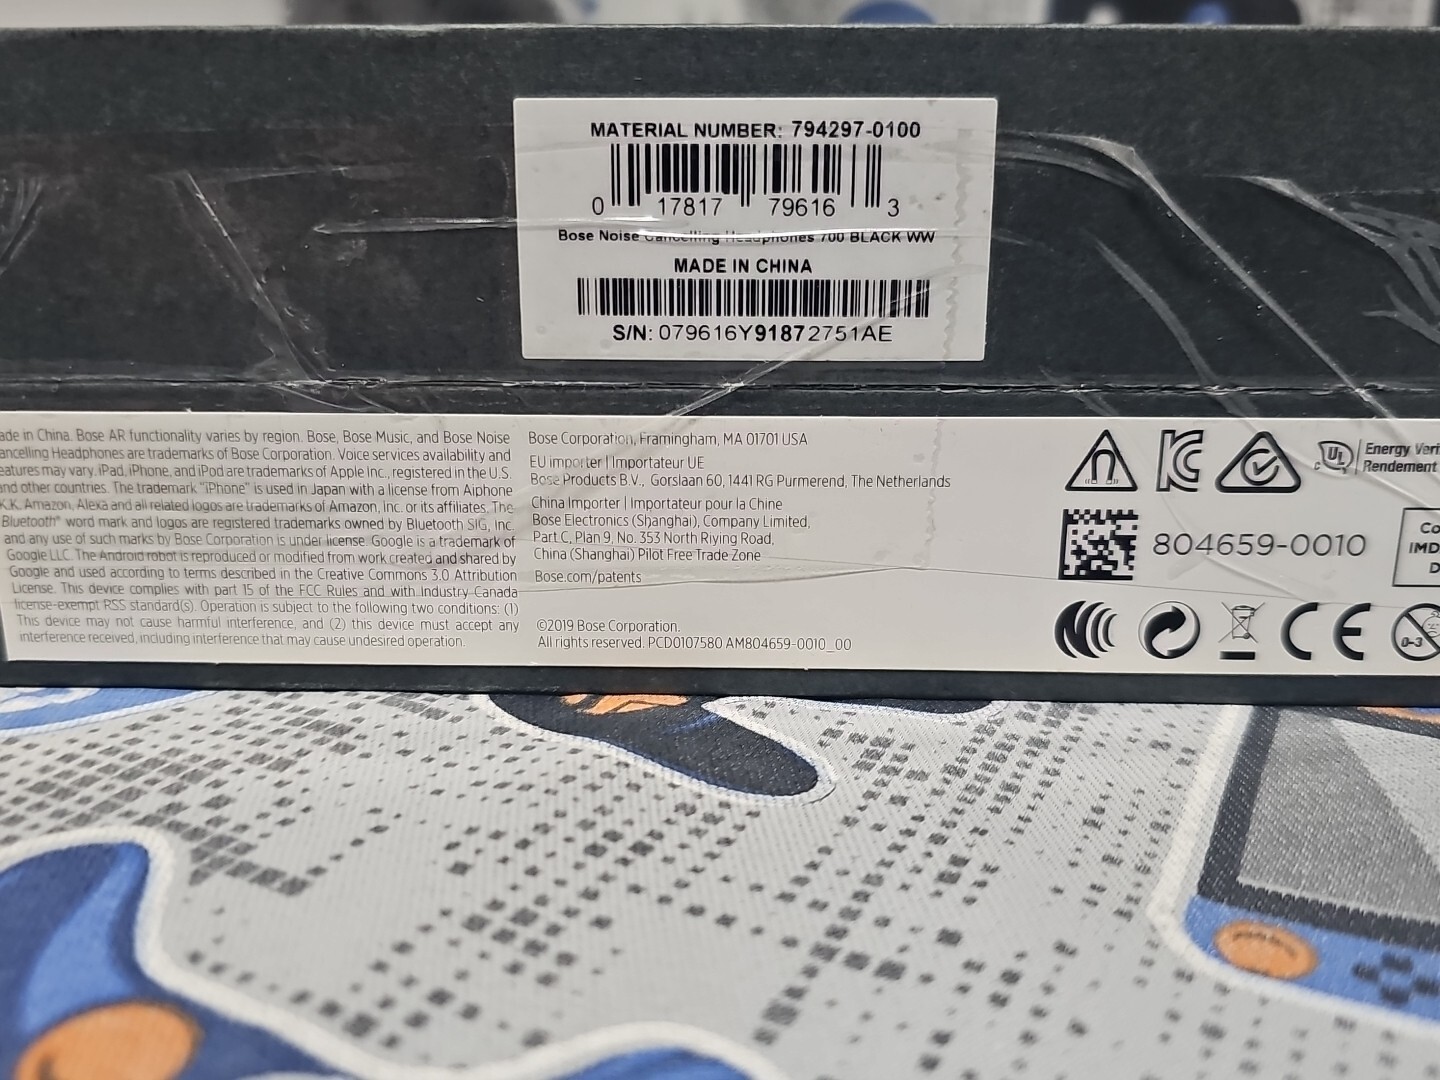 MATERIAL NUMBER: 794297-0100
0 17817 79616 3
Bose Noise Cancelling Headphones 700 BLACK WW
MADE IN CHINA
S/N: 079616Y91872751AE
ade in China. Bose AR functionality varies by region. Bose, Bose Music, and Bose Noise
ancelling Headphones are trademarks of Bose Corporation. Voice services availability and
eatures may vary. iPad, iPhone, and iPod are trademarks of Apple Inc., registered in the U.S.
nd other countries. The trademark "iPhone" is used in Japan with a license from Aiphone
K.K. Amazon, Alexa and all related logos are trademarks of Amazon, Inc. or its affiliates. The
Bluetooth® word mark and logos are registered trademarks owned by Bluetooth SIG, Inc.
and any use of such marks by Bose Corporation is under license. Google is a trademark of
Google LLC. The Android robot is reproduced or modified from work created and shared by
Google and used according to terms described in the Creative Commons 3.0 Attribution
License. This device complies with part 15 of the FCC Rules and with Industry Canada
license-exempt RSS standard(s). Operation is subject to the following two conditions: (1)
This device may not cause harmful interference, and (2) this device must accept any
interference received, including interference that may cause undesired operation.
Bose Corporation, Framingham, MA 01701 USA
EU importer | Importateur UE
Bose Products B.V., Gorslaan 60, 1441 RG Purmerend, The Netherlands
China Importer | Importateur pour la Chine
Bose Electronics (Shanghai), Company Limited,
Part C, Plan 9, No. 353 North Riying Road,
China (Shanghai) Pilot Free Trade Zone
Bose.com/patents
©2019 Bose Corporation.
All rights reserved. PCD0107580 AM804659-0010_00
c UL
Energy Veri
Rendement
804659-0010
Co
IMD
D
CE
0-3